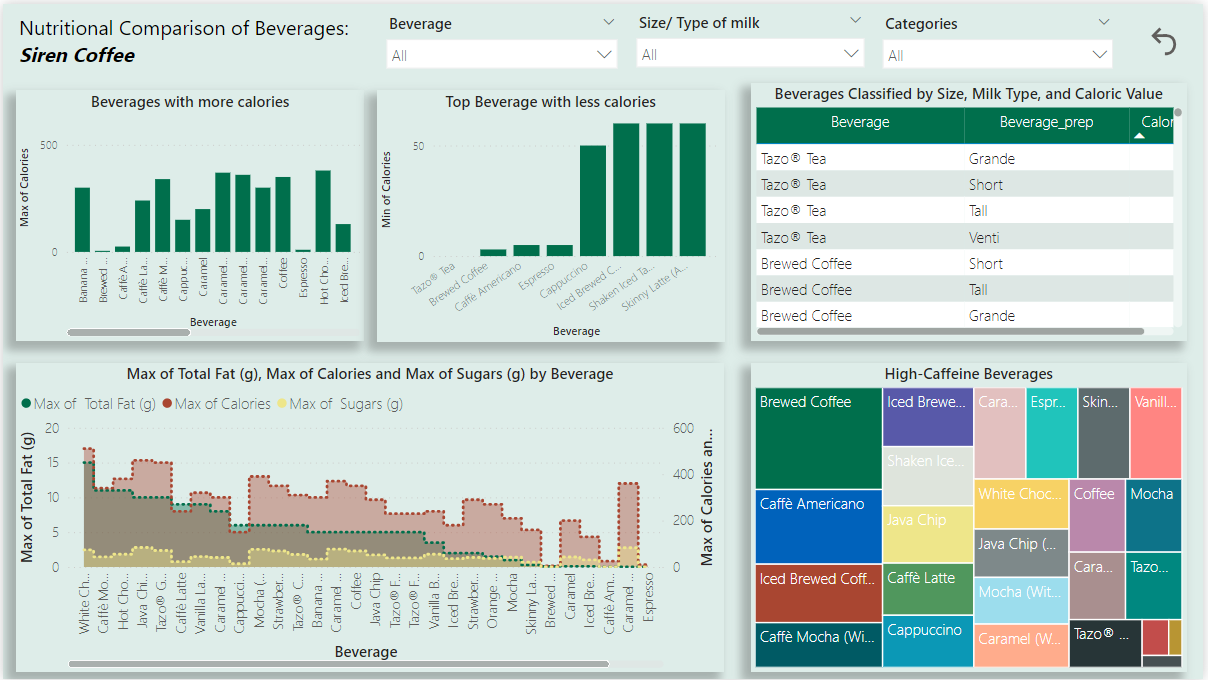 Nutritional Comparison of Beverages:
Siren Coffee
Beverage
All
Size/ Type of milk
All
Categories
All
Beverages with more calories
Max of Calories
500
0
Banana ...
Brewed ...
Caffè A...
Caffè La...
Caffè M...
Cappuc...
Caramel
Caramel...
Caramel...
Caramel...
Coffee
Espresso
Hot Cho...
Iced Bre...
Beverage
Top Beverage with less calories
Min of Calories
50
0
Tazo® Tea
Brewed Coffee
Caffè Americano
Espresso
Cappuccino
Iced Brewed C...
Shaken Iced Ta...
Skinny Latte (A...
Beverage
Beverages Classified by Size, Milk Type, and Caloric Value
Beverage Beverage_prep Calor
Tazo® Tea Grande
Tazo® Tea Short
Tazo® Tea Tall
Tazo® Tea Venti
Brewed Coffee Short
Brewed Coffee Tall
Brewed Coffee Grande
Max of Total Fat (g), Max of Calories and Max of Sugars (g) by Beverage
Max of Total Fat (g) Max of Calories Max of Sugars (g)
Max of Total Fat (g)
20
15
10
5
0
600
400
200
0
Max of Calories an...
White Ch...
Caffè Mo...
Hot Cho...
Java Chi...
Tazo® G...
Caffè Latte
Vanilla La...
Caramel ...
Cappucci...
Mocha (...
Strawber...
Tazo® C...
Banana ...
Caramel ...
Coffee
Java Chip
Tazo® F...
Tazo® F...
Vanilla B...
Iced Bre...
Strawber...
Orange ...
Mocha
Skinny La...
Brewed ...
Caramel
Iced Bre...
Caffè Am...
Caramel ...
Espresso
Beverage
High-Caffeine Beverages
Brewed Coffee
Caffè Americano
Iced Brewed Coff...
Caffè Mocha (Wi...
Iced Brewe...
Shaken Ice...
Java Chip
Caffè Latte
Cappuccino
Cara...
Espr...
Skin...
Vanill...
White Choc...
Java Chip (...
Mocha (Wit...
Caramel (W...
Coffee
Mocha
Cara...
Tazo...
Tazo® ...